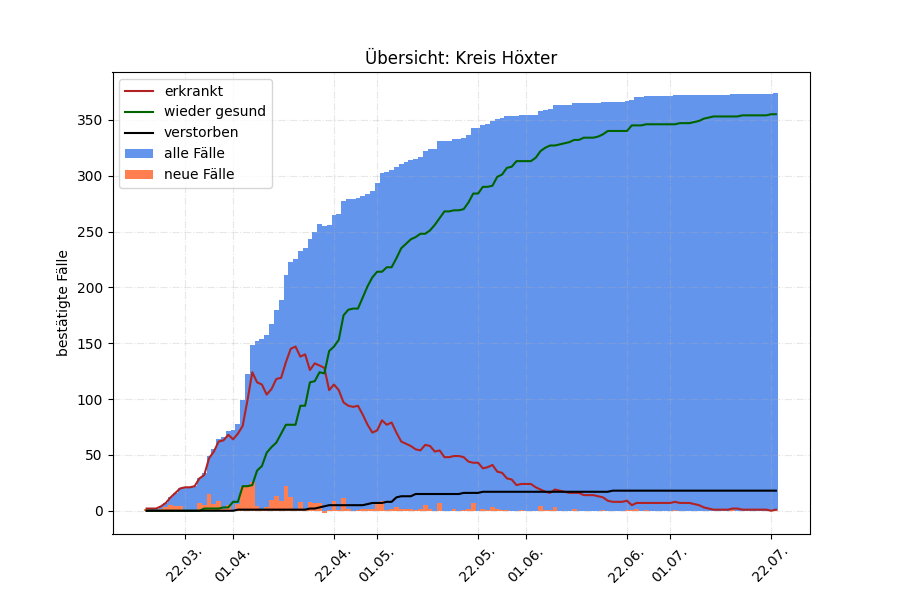 Übersicht: Kreis Höxter
erkrankt
wieder gesund
verstorben
alle Fälle
neue Fälle
bestätigte Fälle
350
300
250
200
150
100
50
0
22.03.
01.04.
22.04.
01.05.
22.05.
01.06.
22.06.
01.07.
22.07.